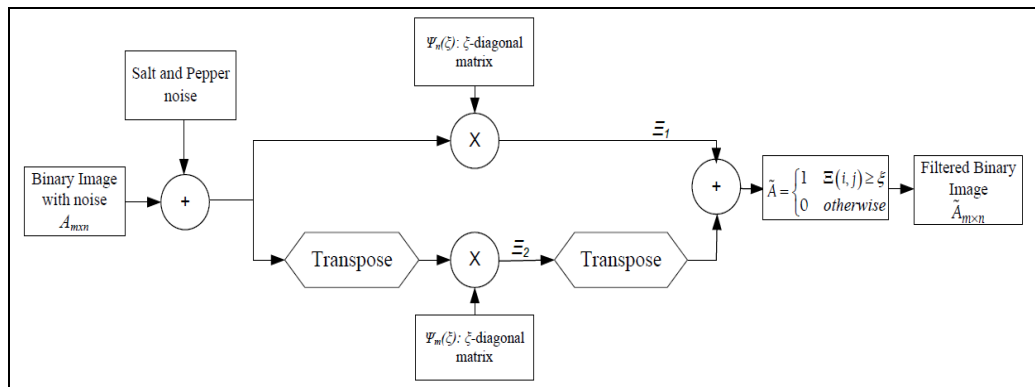 Ψn(ξ): ξ-diagonal
matrix
Salt and Pepper
noise
X
Ξ1
Binary Image
with noise
Amxn
+
+
Ã = {1 Ξ(i,j) ≥ ξ
0 otherwise
Filtered Binary
Image
Ãm×n
Transpose
X
Ξ2
Transpose
Ψm(ξ): ξ-diagonal
matrix